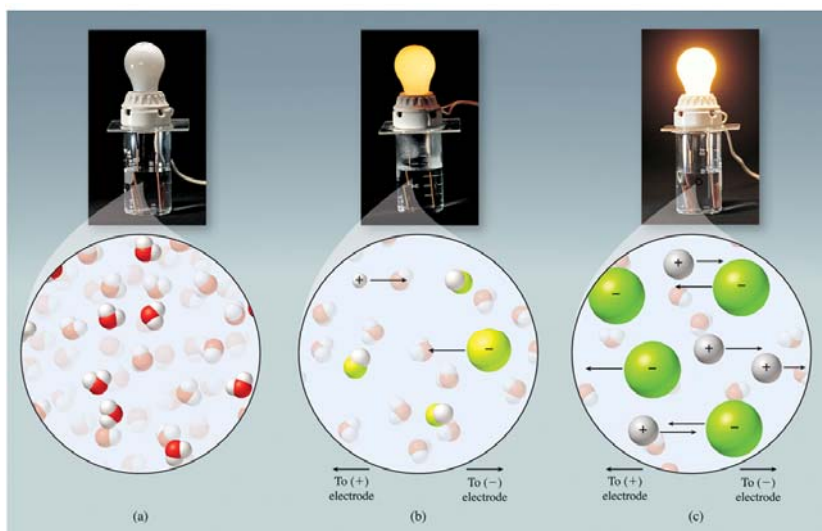 +
−
−
+
−
−
+
+
+
−
To (+)
electrode
To (−)
electrode
To (+)
electrode
To (−)
electrode
(a)
(b)
(c)